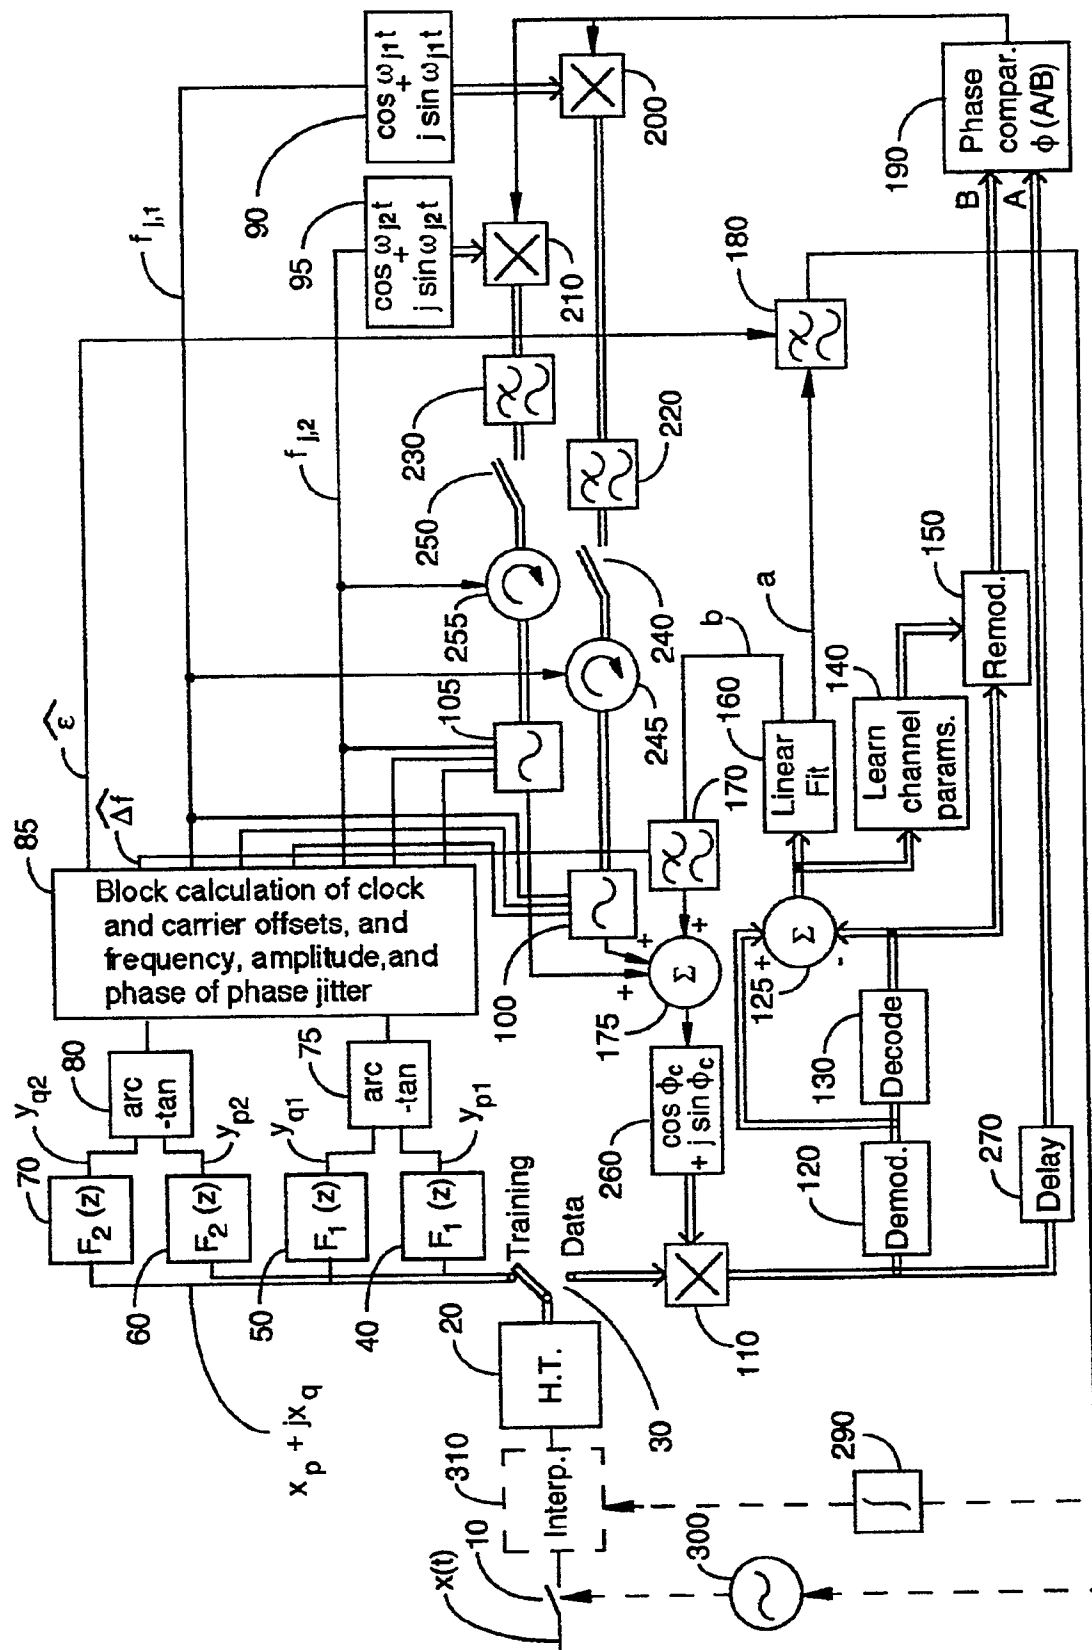 x(t)
10
310
Interp.
300
290
20
H.T.
30
Training
Data
x_p + jx_q
70
F_2 (z)
60
F_2 (z)
50
F_1 (z)
40
F_1 (z)
y_q2
y_p2
y_q1
y_p1
80
arc
-tan
75
arc
-tan
85
Block calculation of clock
and carrier offsets, and
frequency, amplitude,and
phase of phase jitter
ε̂
Δ̂f
f_j,1
f_j,2
90
cos ω_j1 t
+
j sin ω_j1 t
95
cos ω_j2 t
+
j sin ω_j2 t
200
210
230
220
250
240
255
245
105
100
170
+
+
+
Σ
175
260
cos ϕ_c
+ j sin ϕ_c
110
120
Demod.
130
Decode
125
+
-
Σ
160
Linear
Fit
b
a
140
Learn
channel
params.
150
Remod.
180
270
Delay
190
B
A
Phase
compar.
ϕ (A/B)